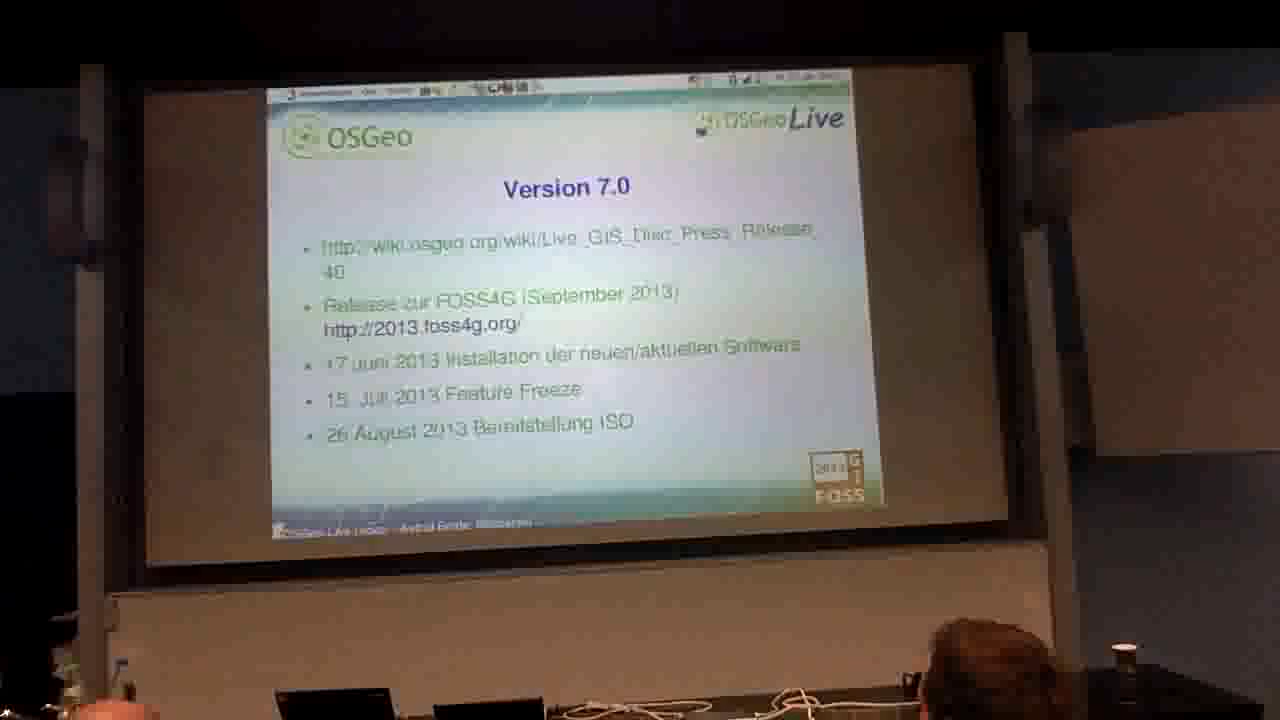 OSGeo
OSGeo Live
Version 7.0
http://wiki.osgeo.org/wiki/Live_GIS_Disc_Press_Release_
40
Release zur FOSS4G (September 2013)
http://2013.foss4g.org/
17 Juni 2013 Installation der neuen/aktuellen Software
15. Juli 2013 Feature Freeze
26 August 2013 Bereitstellung ISO
2013 G
I
FOSS